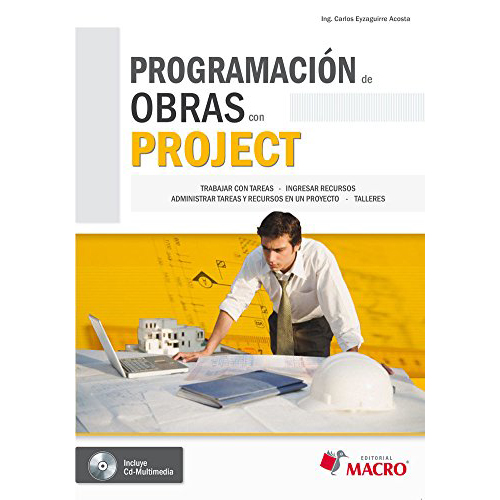 Ing. Carlos Eyzaguirre Acosta
PROGRAMACIÓN de
OBRAS con
PROJECT
TRABAJAR CON TAREAS - INGRESAR RECURSOS
ADMINISTRAR TAREAS Y RECURSOS EN UN PROYECTO - TALLERES
Incluye
Cd-Multimedia
EDITORIAL
MACRO®